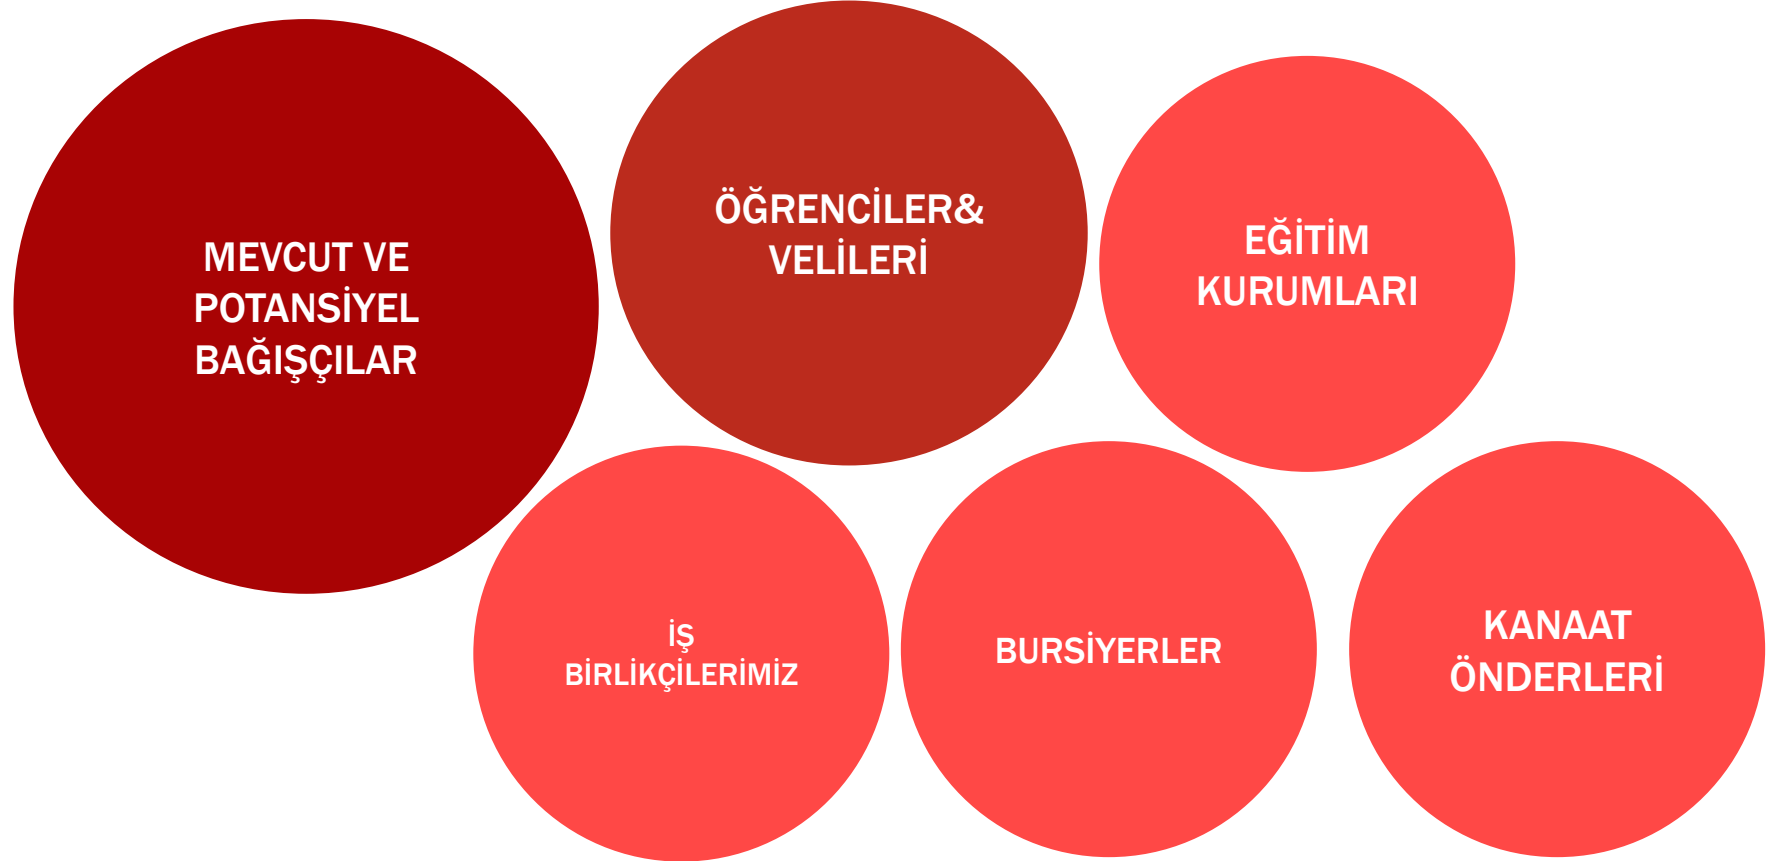 MEVCUT VE
POTANSİYEL
BAĞIŞÇILAR
ÖĞRENCİLER&
VELİLERİ
EĞİTİM
KURUMLARI
İŞ
BİRLİKÇİLERİMİZ
BURSİYERLER
KANAAT
ÖNDERLERİ